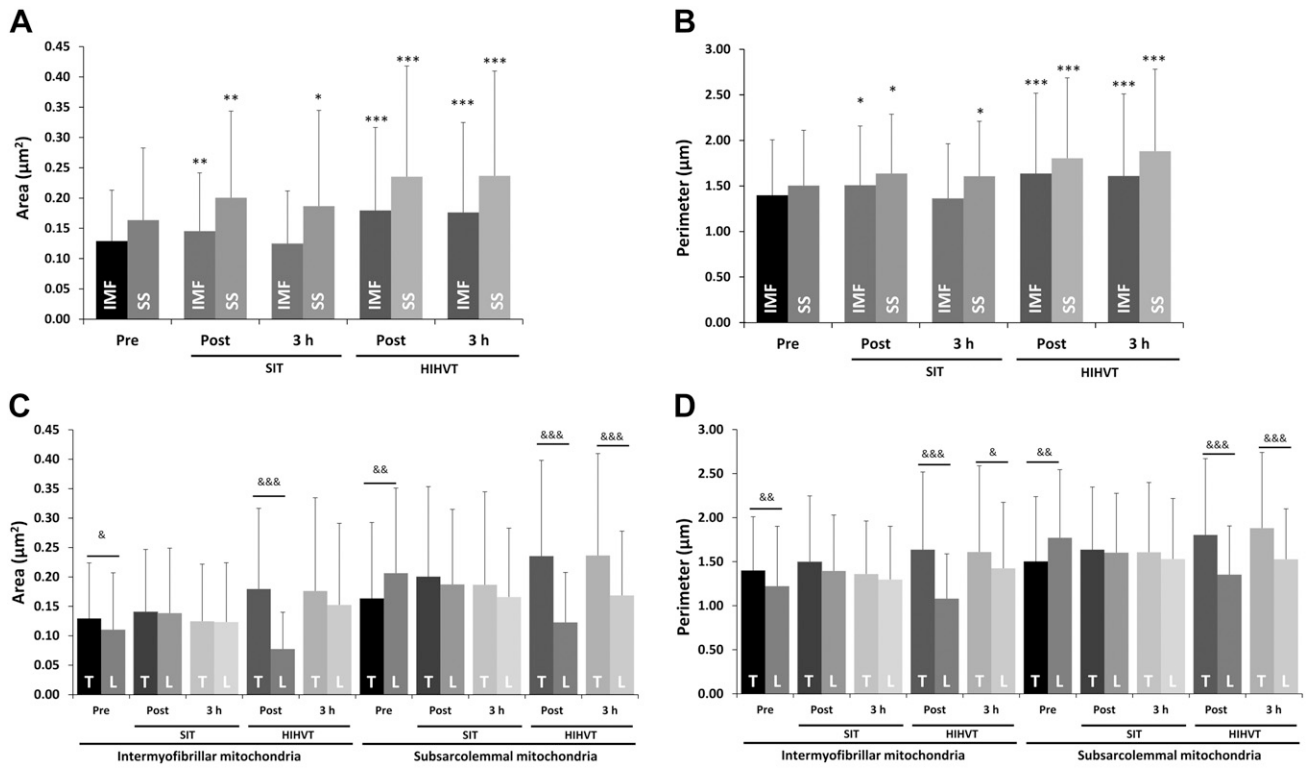 A
Area (µm²)
0.45
0.40
0.35
0.30
0.25
0.20
0.15
0.10
0.05
0.00
** ** * *** *** *** ***
IMF SS IMF SS IMF SS IMF SS IMF SS
Pre Post 3 h Post 3 h
SIT HIHVT
B
Perimeter (µm)
3.00
2.50
2.00
1.50
1.00
0.50
0.00
* * * *** *** *** ***
IMF SS IMF SS IMF SS IMF SS IMF SS
Pre Post 3 h Post 3 h
SIT HIHVT
C
Area (µm²)
0.45
0.40
0.35
0.30
0.25
0.20
0.15
0.10
0.05
0.00
& &&& && &&& &&&
T L T L T L T L T L T L T L T L T L T L
Pre Post 3 h Post 3 h Pre Post 3 h Post 3 h
SIT HIHVT SIT HIHVT
Intermyofibrillar mitochondria Subsarcolemmal mitochondria
D
Perimeter (µm)
3.00
2.50
2.00
1.50
1.00
0.50
0.00
&& &&& & && &&& &&&
T L T L T L T L T L T L T L T L T L T L
Pre Post 3 h Post 3 h Pre Post 3 h Post 3 h
SIT HIHVT SIT HIHVT
Intermyofibrillar mitochondria Subsarcolemmal mitochondria